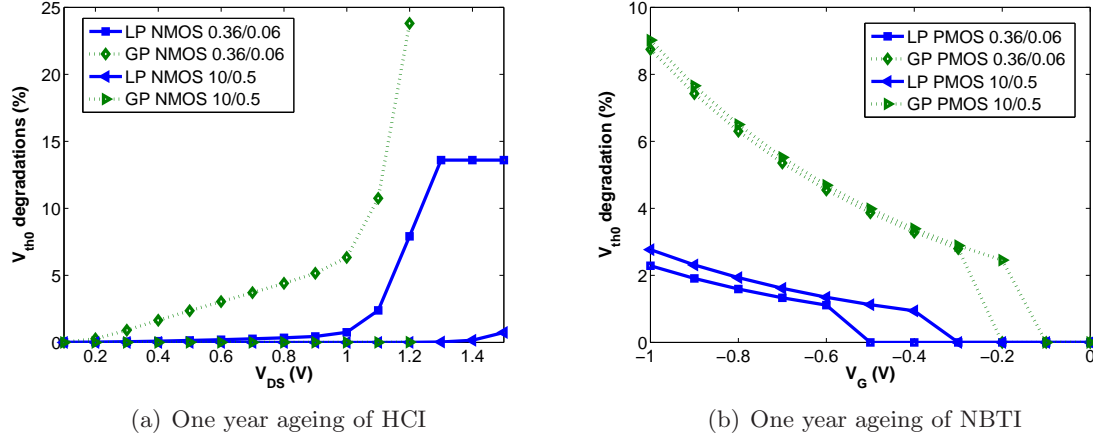 LP NMOS 0.36/0.06
GP NMOS 0.36/0.06
LP NMOS 10/0.5
GP NMOS 10/0.5
25
20
15
10
5
0
V_th0 degradations (%)
0.2 0.4 0.6 0.8 1 1.2 1.4
V_DS (V)
(a) One year ageing of HCI
LP PMOS 0.36/0.06
GP PMOS 0.36/0.06
LP PMOS 10/0.5
GP PMOS 10/0.5
10
8
6
4
2
0
V_th0 degradation (%)
−1 −0.8 −0.6 −0.4 −0.2 0
V_G (V)
(b) One year ageing of NBTI